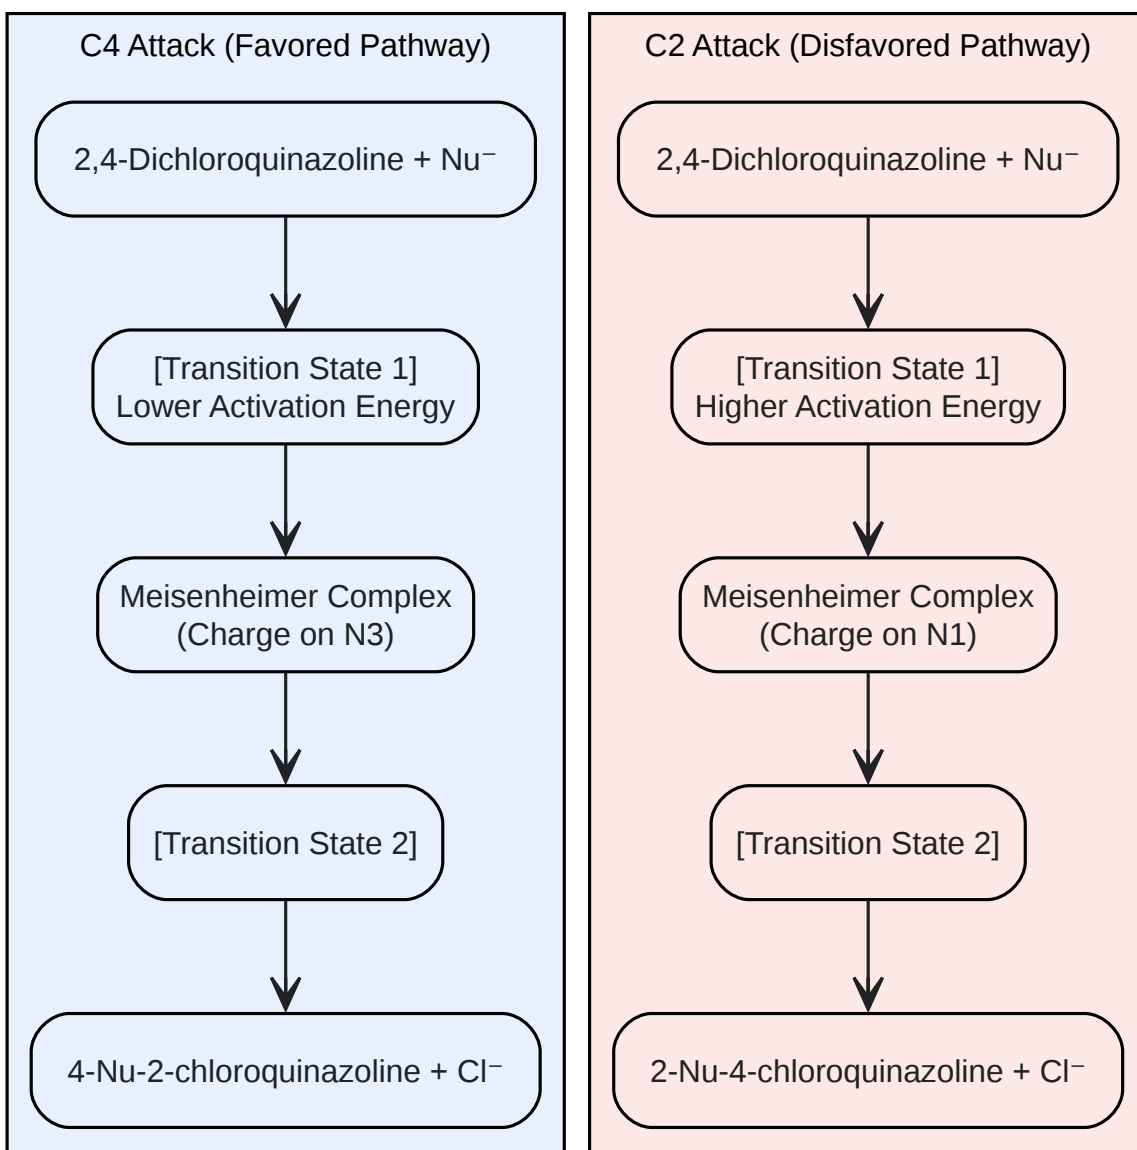 C4 Attack (Favored Pathway)
2,4-Dichloroquinazoline + Nu⁻
[Transition State 1]
Lower Activation Energy
Meisenheimer Complex
(Charge on N3)
[Transition State 2]
4-Nu-2-chloroquinazoline + Cl⁻
C2 Attack (Disfavored Pathway)
2,4-Dichloroquinazoline + Nu⁻
[Transition State 1]
Higher Activation Energy
Meisenheimer Complex
(Charge on N1)
[Transition State 2]
2-Nu-4-chloroquinazoline + Cl⁻